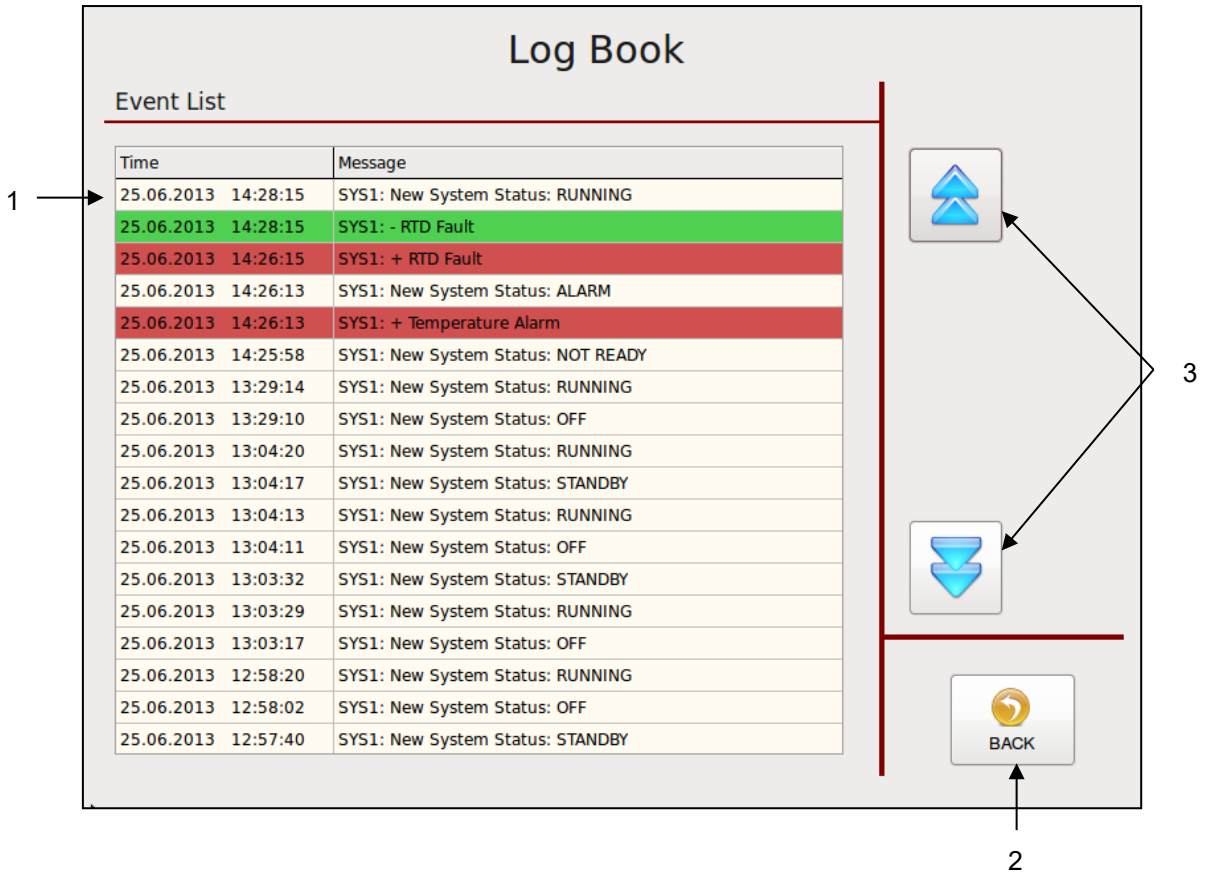 Log Book
Event List
Time Message
1
25.06.2013 14:28:15 SYS1: New System Status: RUNNING
25.06.2013 14:28:15 SYS1: - RTD Fault
25.06.2013 14:26:15 SYS1: + RTD Fault
25.06.2013 14:26:13 SYS1: New System Status: ALARM
25.06.2013 14:26:13 SYS1: + Temperature Alarm
25.06.2013 14:25:58 SYS1: New System Status: NOT READY
25.06.2013 13:29:14 SYS1: New System Status: RUNNING
25.06.2013 13:29:10 SYS1: New System Status: OFF
25.06.2013 13:04:20 SYS1: New System Status: RUNNING
25.06.2013 13:04:17 SYS1: New System Status: STANDBY
25.06.2013 13:04:13 SYS1: New System Status: RUNNING
25.06.2013 13:04:11 SYS1: New System Status: OFF
25.06.2013 13:03:32 SYS1: New System Status: STANDBY
25.06.2013 13:03:29 SYS1: New System Status: RUNNING
25.06.2013 13:03:17 SYS1: New System Status: OFF
25.06.2013 12:58:20 SYS1: New System Status: RUNNING
25.06.2013 12:58:02 SYS1: New System Status: OFF
25.06.2013 12:57:40 SYS1: New System Status: STANDBY
3
BACK
2